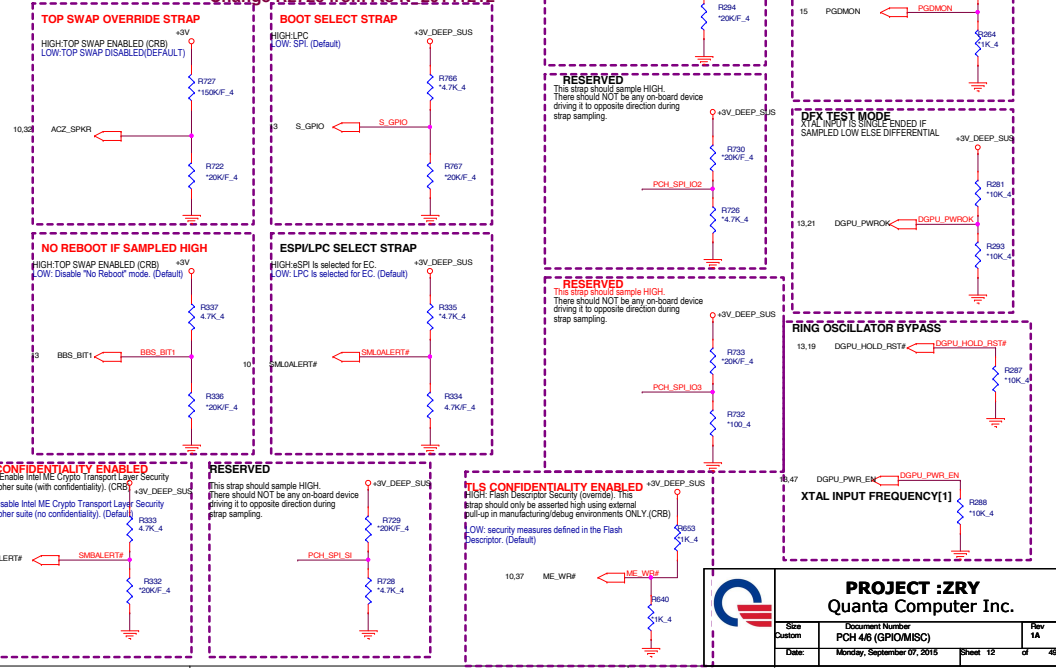 TOP SWAP OVERRIDE STRAP
HIGH:TOP SWAP ENABLED (CRB)
LOW:TOP SWAP DISABLED(DEFAULT)
+3V
R727
*150K/F_4
ACZ_SPKR
R722
*20K/F_4
BOOT SELECT STRAP
HIGH:LPC
LOW: SPI. (Default)
+3V_DEEP_SUS
R766
*4.7K_4
S_GPIO
S_GPIO
R767
*20K/F_4
R294
*20K/F_4
15 PGDMON
PGDMON
R264
*1K_4
RESERVED
This strap should sample HIGH.
There should NOT be any on-board device
driving it to opposite direction during
strap sampling.
+3V_DEEP_SUS
R730
*20K/F_4
PCH_SPI_IO2
R726
*4.7K_4
DFX TEST MODE
XTAL INPUT IS SINGLE ENDED IF
SAMPLED LOW ELSE DIFFERENTIAL
+3V_DEEP_SUS
R281
*10K_4
13,21 DGPU_PWROK
DGPU_PWROK
R293
*10K_4
NO REBOOT IF SAMPLED HIGH
HIGH:TOP SWAP ENABLED (CRB)
LOW: Disable "No Reboot" mode. (Default)
+3V
R337
4.7K_4
BBS_BIT1
BBS_BIT1
R336
*20K/F_4
ESPI/LPC SELECT STRAP
HIGH:eSPI Is selected for EC.
LOW: LPC Is selected for EC. (Default)
+3V_DEEP_SUS
R335
*4.7K_4
10 SML0ALERT#
SML0ALERT#
R334
4.7K/F_4
RESERVED
This strap should sample HIGH.
There should NOT be any on-board device
driving it to opposite direction during
strap sampling.
+3V_DEEP_SUS
R733
*20K/F_4
PCH_SPI_IO3
R732
*100_4
RING OSCILLATOR BYPASS
13,19 DGPU_HOLD_RST#
DGPU_HOLD_RST#
R287
*10K_4
DGPU_PWR_EN
DGPU_PWR_EN
XTAL INPUT FREQUENCY[1]
R288
*10K_4
CONFIDENTIALITY ENABLED
Enable Intel ME Crypto Transport Layer Security
pher suite (with confidentiality). (CRB)
sable Intel ME Crypto Transport Layer Security
pher suite (no confidentiality). (Default)
+3V_DEEP_SUS
R333
4.7K_4
LERT#
SMBALERT#
R332
*20K/F_4
RESERVED
This strap should sample HIGH.
There should NOT be any on-board device
driving it to opposite direction during
strap sampling.
+3V_DEEP_SUS
R729
*20K/F_4
PCH_SPI_SI
R728
*4.7K_4
TLS CONFIDENTIALITY ENABLED
HIGH: Flash Descriptor Security (override). This
strap should only be asserted high using external
pull-up in manufacturing/debug environments ONLY.(CRB)
LOW: security measures defined in the Flash
Descriptor. (Default)
+3V_DEEP_SUS
R653
*1K_4
10,37 ME_WR#
ME_WR#
R640
*1K_4
PROJECT :ZRY
Quanta Computer Inc.
Size
Custom
Document Number
PCH 4/6 (GPIO/MISC)
Rev
1A
Date: Monday, September 07, 2015 Sheet 12 of